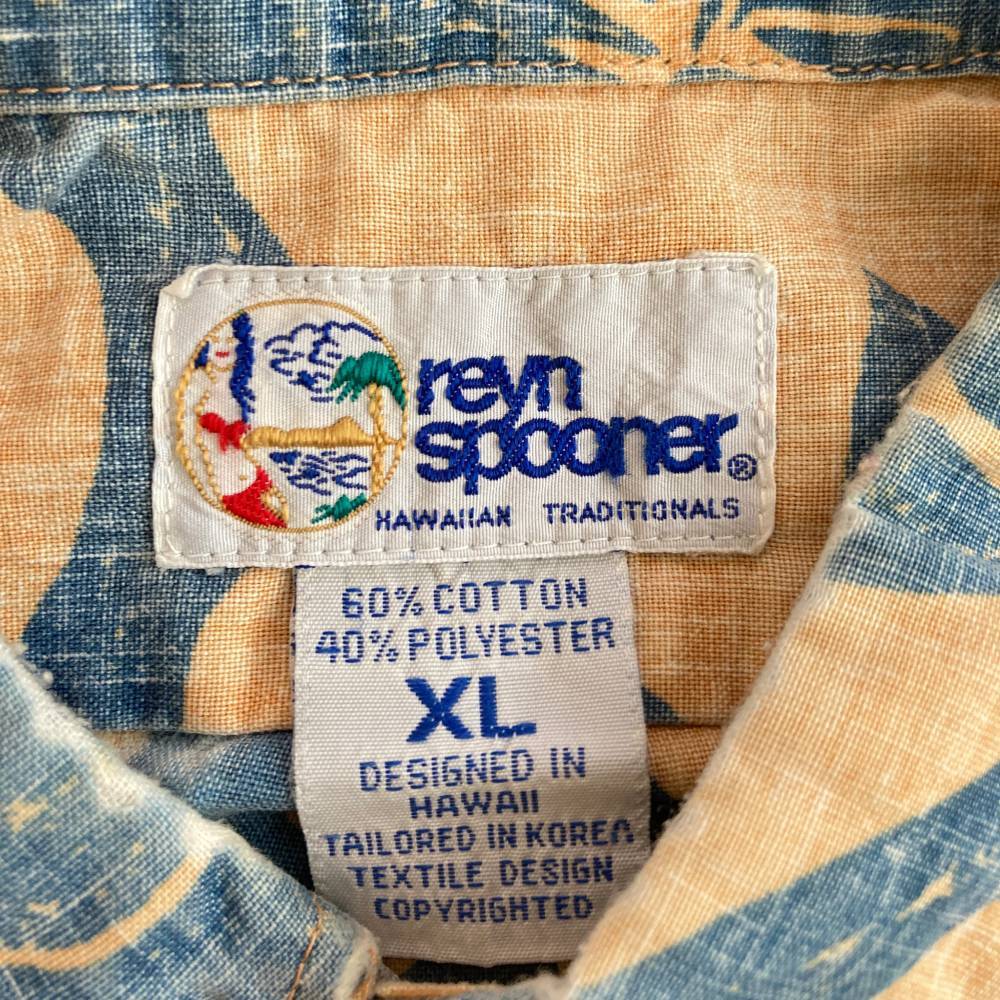 reyn
spooner®
HAWAIIAN TRADITIONALS
60% COTTON
40% POLYESTER
XL
DESIGNED IN
HAWAII
TAILORED IN KOREA
TEXTILE DESIGN
COPYRIGHTED